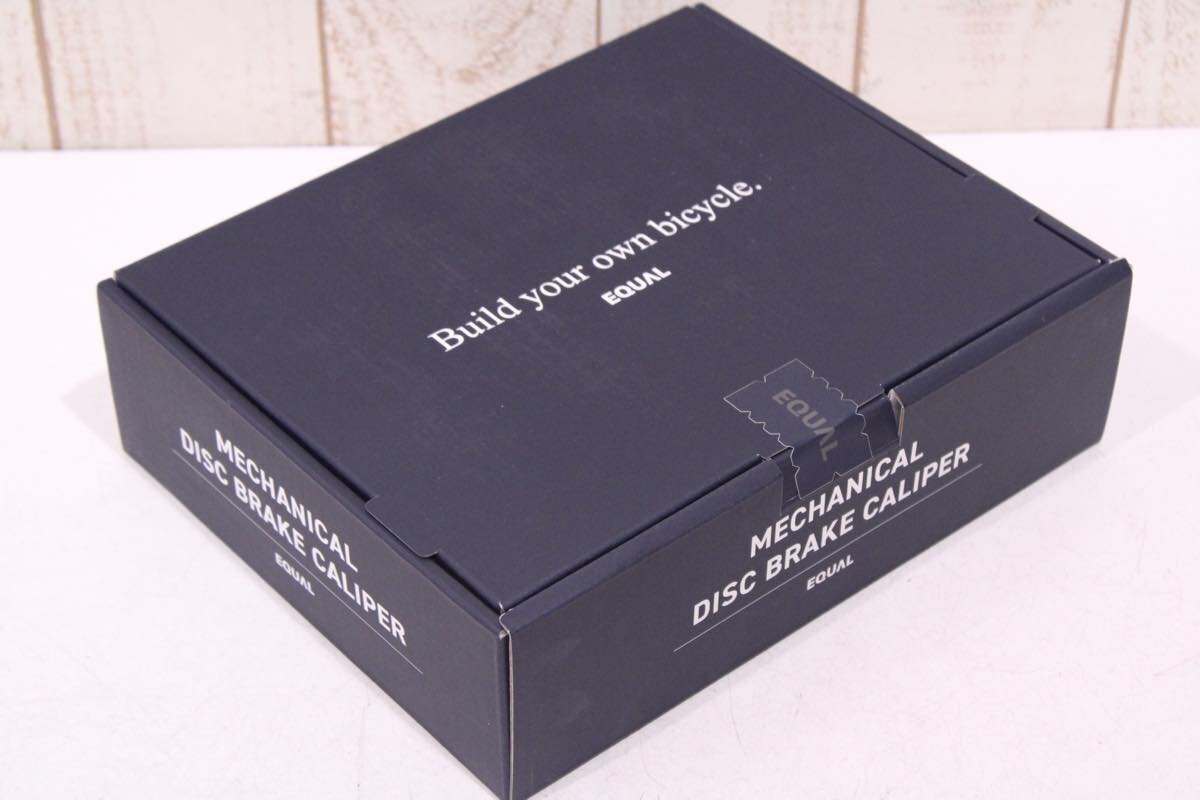 Build your own bicycle.
EQUAL
EQUAL
MECHANICAL
DISC BRAKE CALIPER
EQUAL
MECHANICAL
DISC BRAKE CALIPER
EQUAL